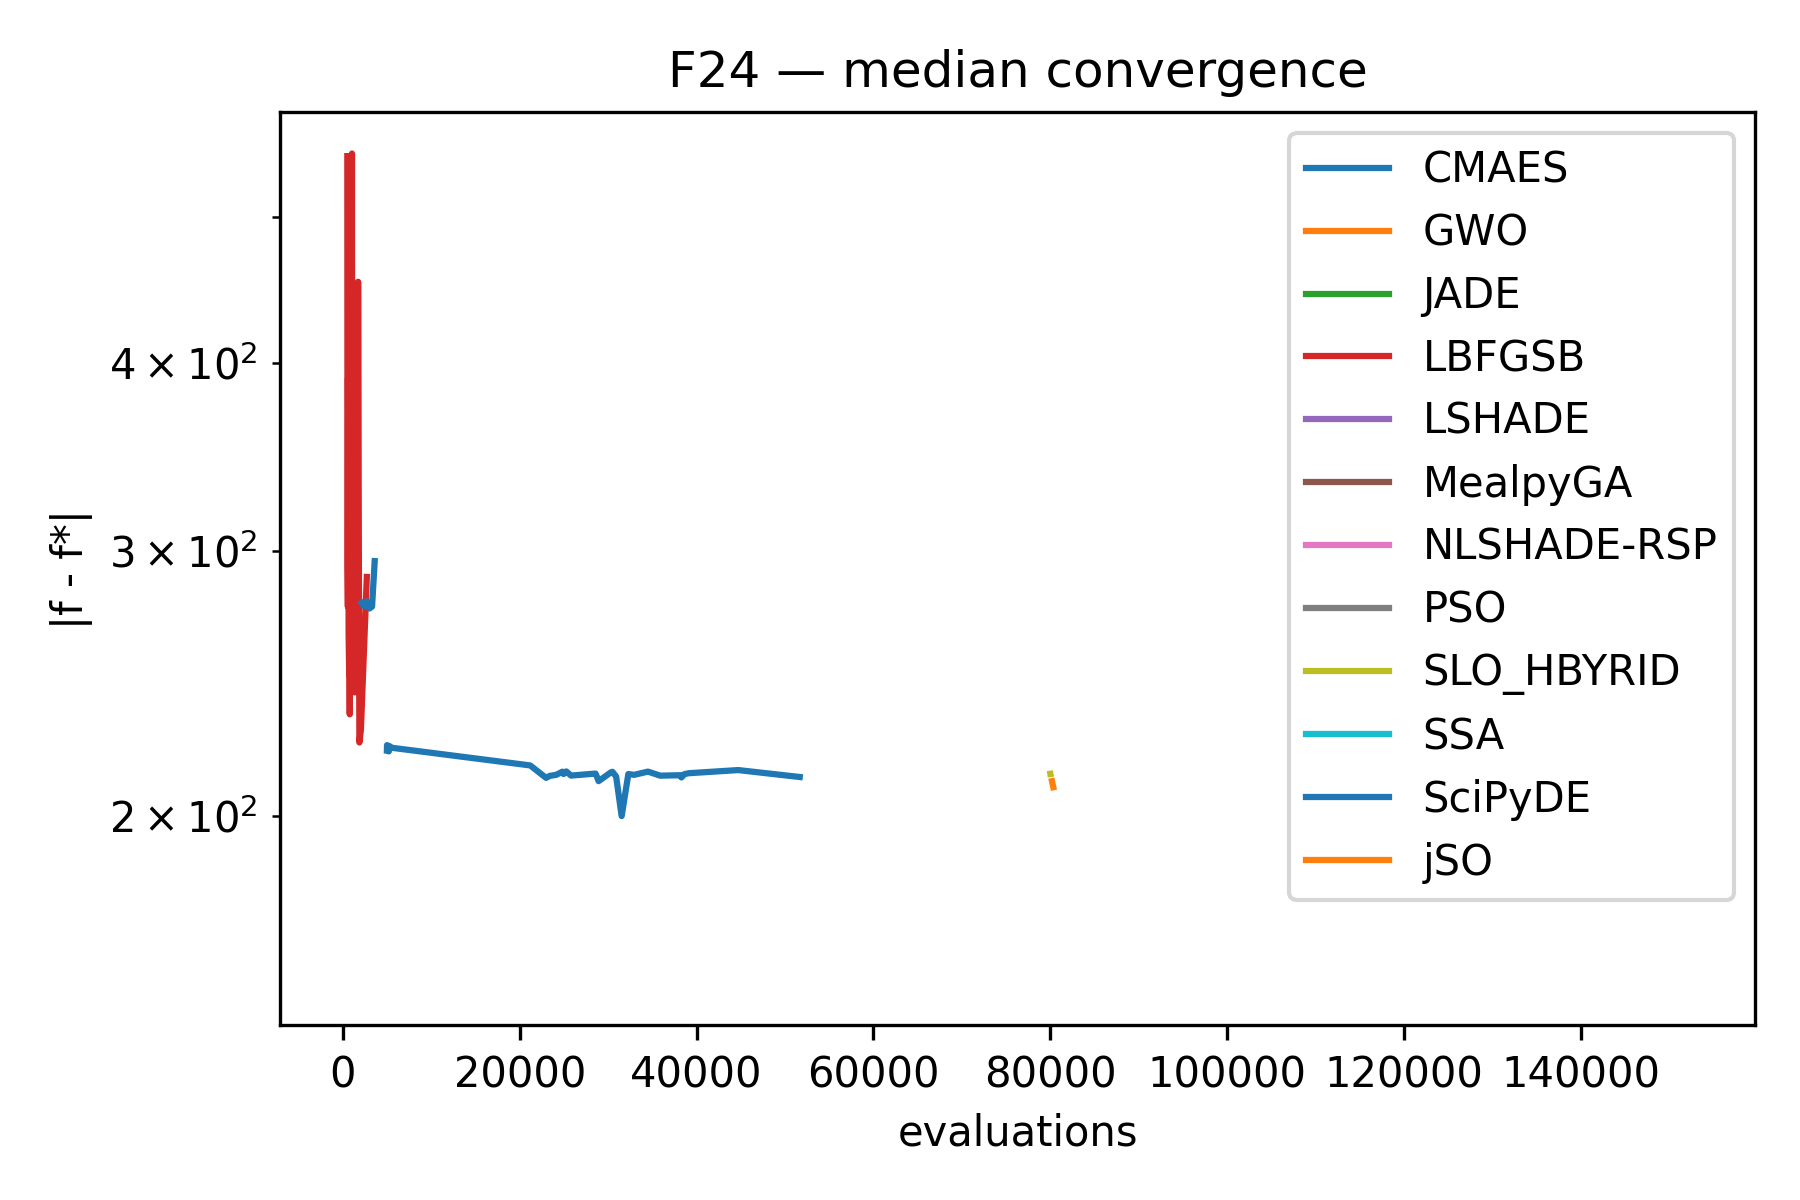 F24 — median convergence
|f - f*|
4 × 10²
3 × 10²
2 × 10²
CMAES
GWO
JADE
LBFGSB
LSHADE
MealpyGA
NLSHADE-RSP
PSO
SLO_HBYRID
SSA
SciPyDE
jSO
0 20000 40000 60000 80000 100000 120000 140000
evaluations